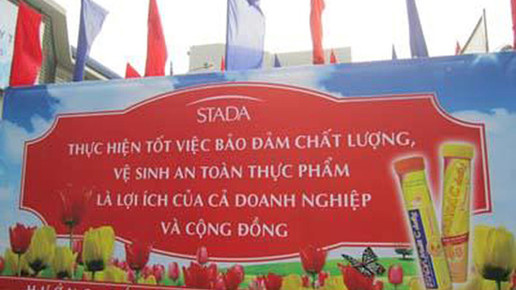 STADA
THỰC HIỆN TỐT VIỆC BẢO ĐẢM CHẤT LƯỢNG,
VỆ SINH AN TOÀN THỰC PHẨM
LÀ LỢI ÍCH CỦA CẢ DOANH NGHIỆP
VÀ CỘNG ĐỒNG